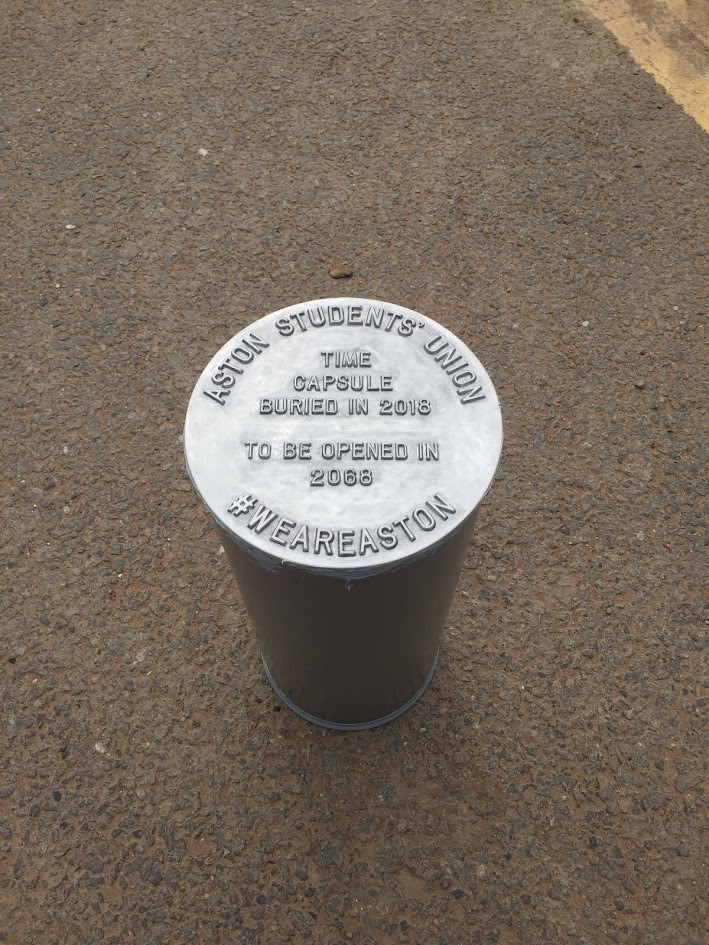 ASTON STUDENTS' UNION
TIME
CAPSULE
BURIED IN 2018
TO BE OPENED IN
2068
#WEAREASTON